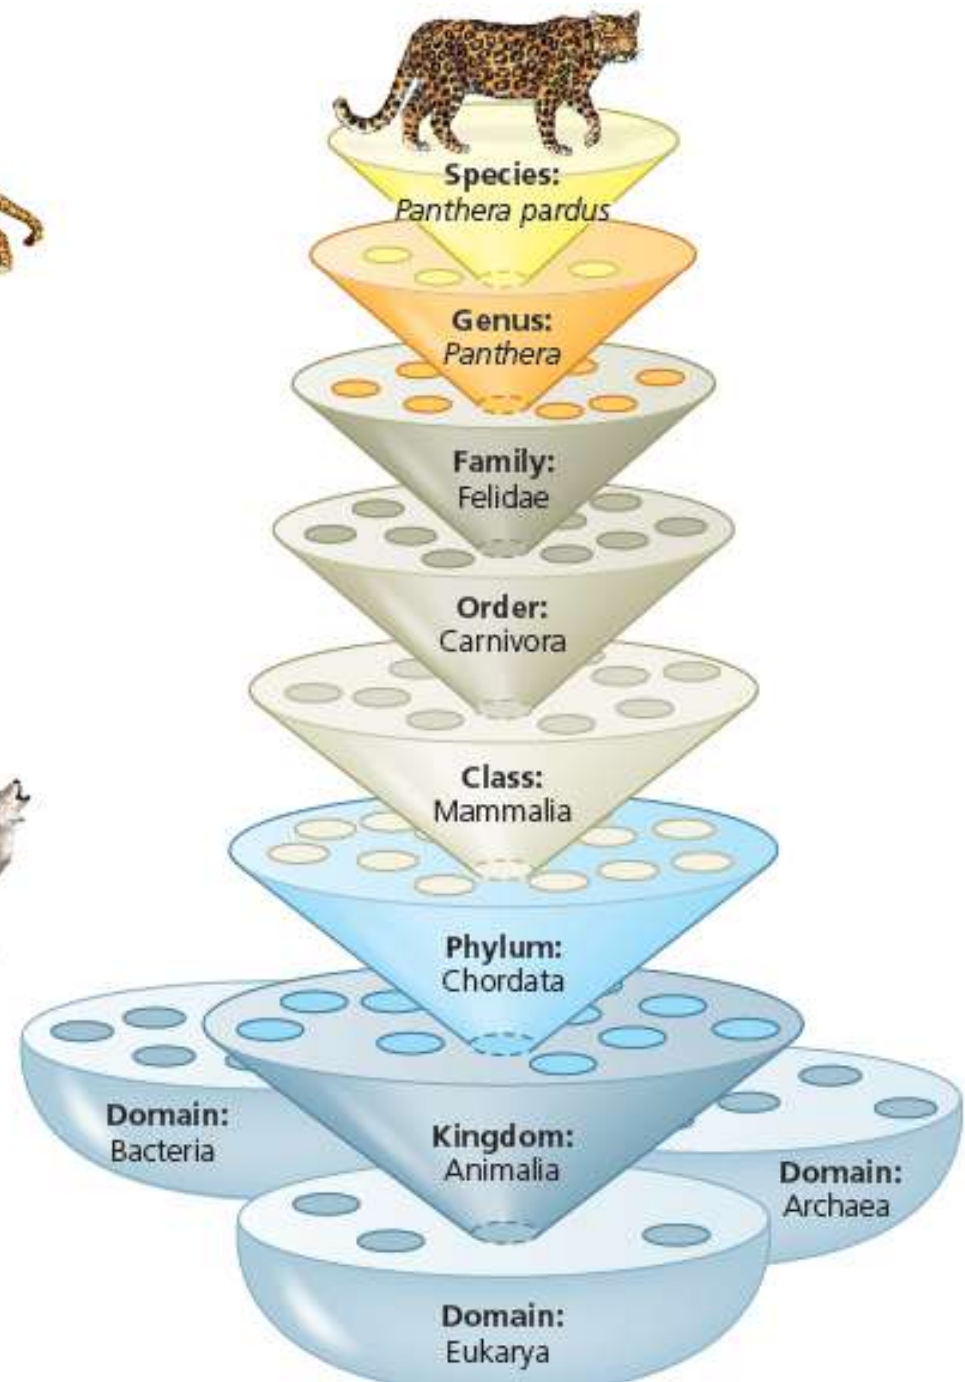 Species:
Panthera pardus
Genus:
Panthera
Family:
Felidae
Order:
Carnivora
Class:
Mammalia
Phylum:
Chordata
Domain:
Bacteria
Kingdom:
Animalia
Domain:
Archaea
Domain:
Eukarya